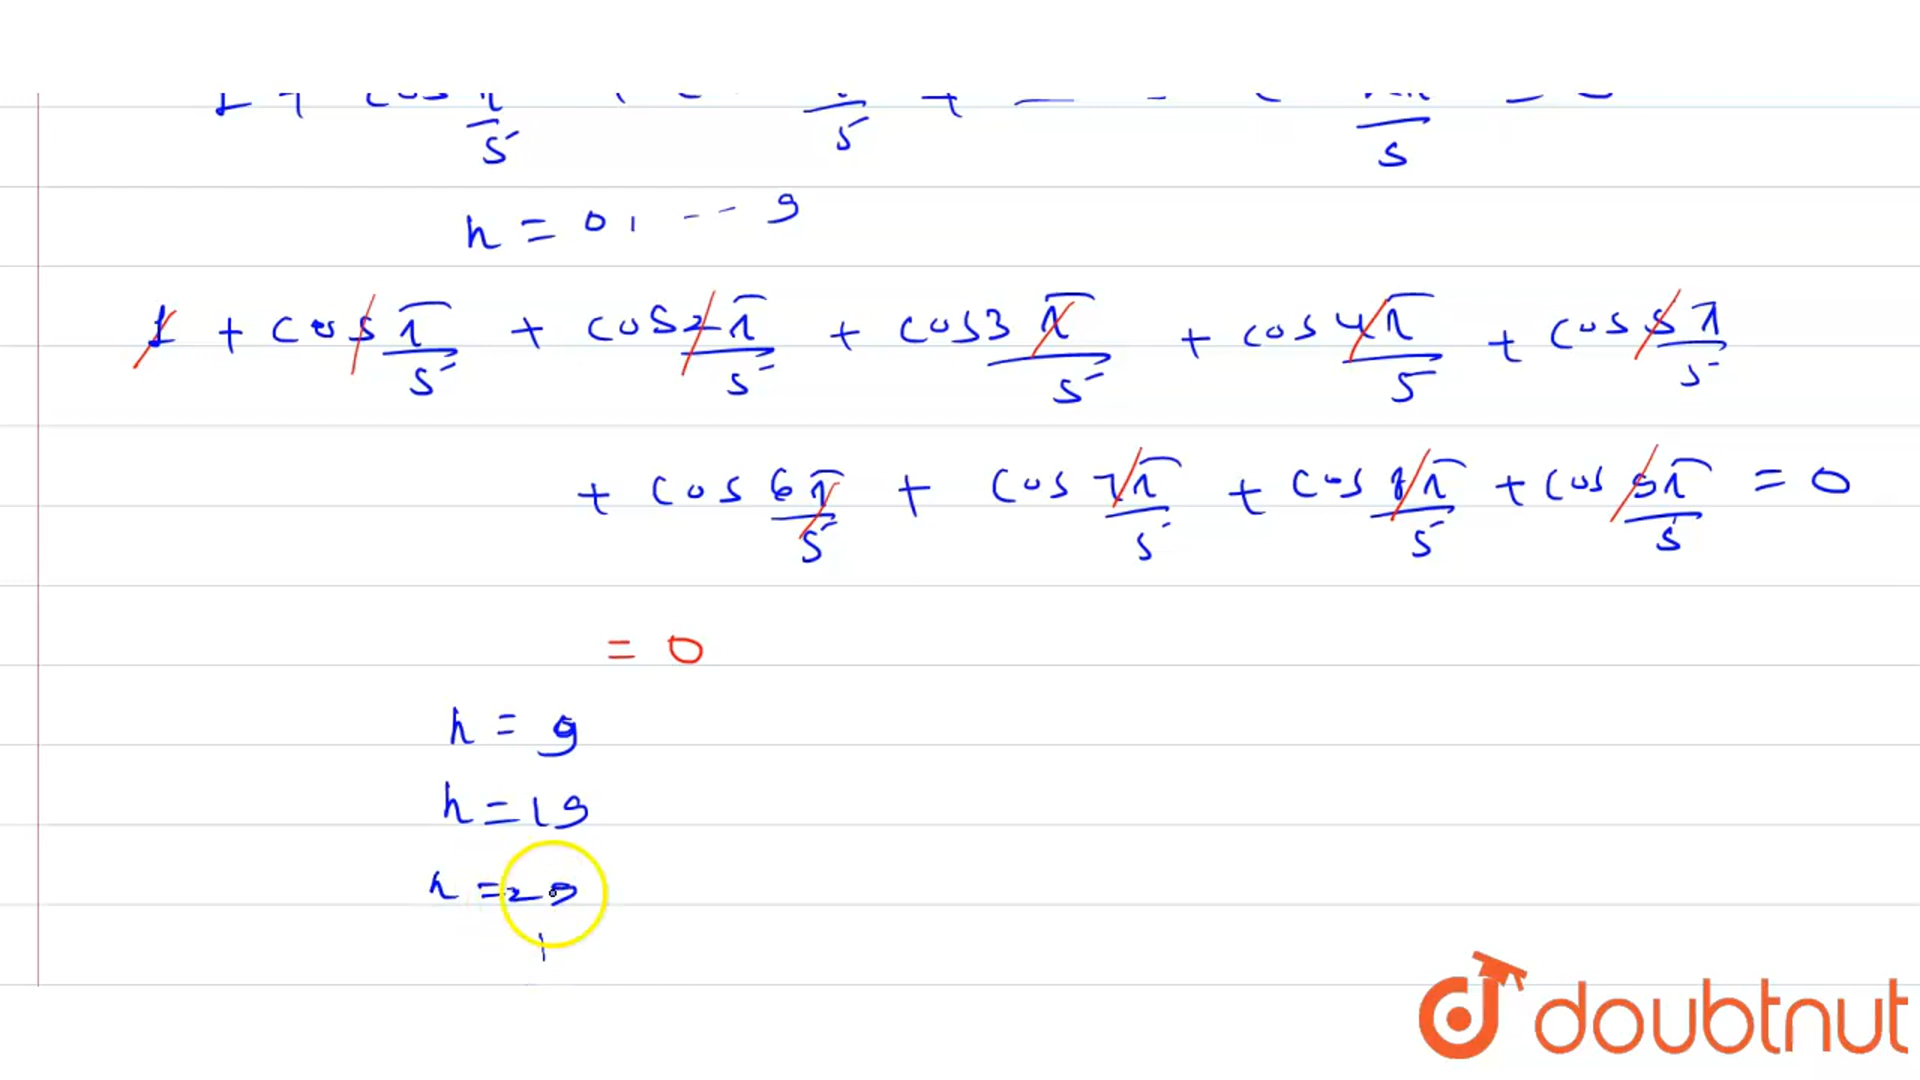 n = 0 1 -- 9
1 + cos π/5 + cos 2π/5 + cos 3π/5 + cos 4π/5 + cos 5π/5
+ cos 6π/5 + cos 7π/5 + cos 8π/5 + cos 9π/5 = 0
= 0
n = 9
n = 19
n = 29
doubtnut